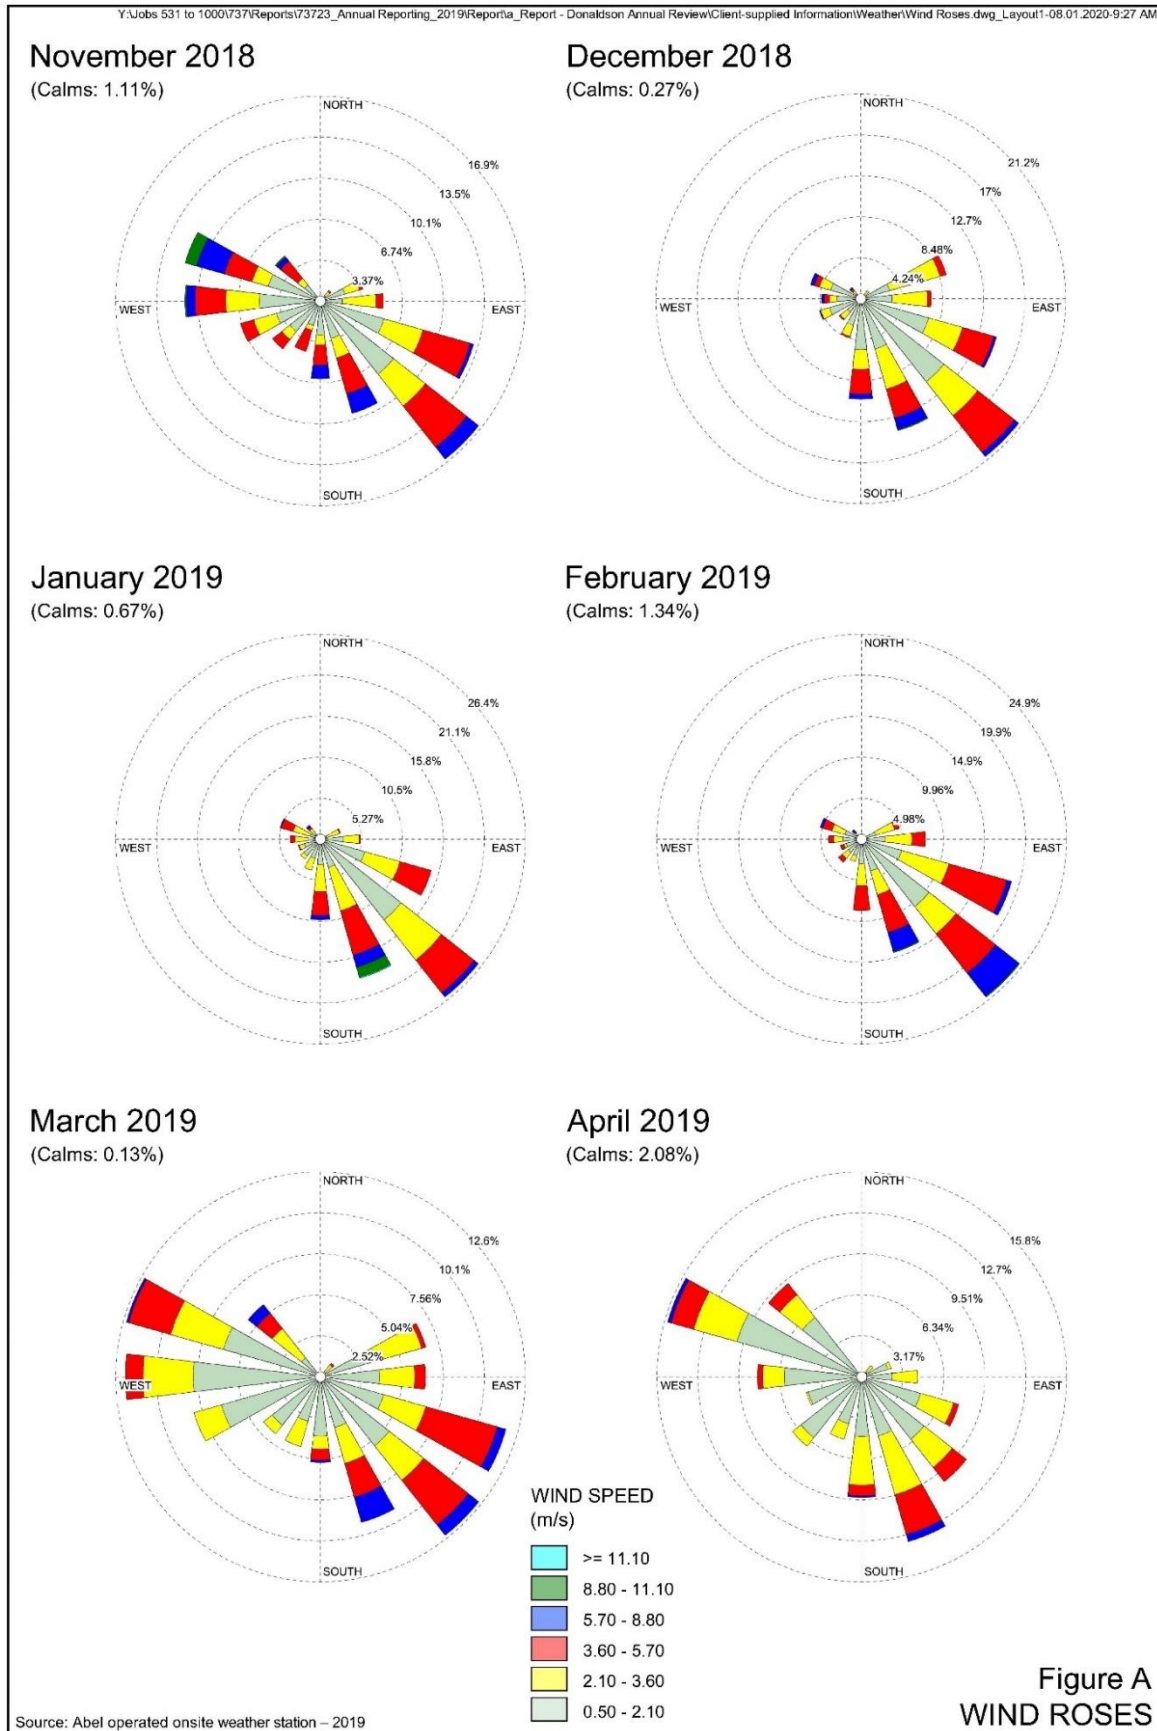 Y:\Jobs 531 to 1000\737\Reports\73723_Annual Reporting_2019\Report\a_Report - Donaldson Annual Review\Client-supplied Information\Weather\Wind Roses.dwg_Layout1-08.01.2020-9:27 AM
November 2018
(Calms: 1.11%)
NORTH
16.9%
13.5%
10.1%
6.74%
3.37%
WEST
EAST
SOUTH
December 2018
(Calms: 0.27%)
NORTH
21.2%
17%
12.7%
8.48%
4.24%
WEST
EAST
SOUTH
January 2019
(Calms: 0.67%)
NORTH
26.4%
21.1%
15.8%
10.5%
5.27%
WEST
EAST
SOUTH
February 2019
(Calms: 1.34%)
NORTH
24.9%
19.9%
14.9%
9.96%
4.98%
WEST
EAST
SOUTH
March 2019
(Calms: 0.13%)
NORTH
12.6%
10.1%
7.56%
5.04%
2.52%
WEST
EAST
SOUTH
April 2019
(Calms: 2.08%)
NORTH
15.8%
12.7%
9.51%
6.34%
3.17%
WEST
EAST
SOUTH
WIND SPEED
(m/s)
>= 11.10
8.80 - 11.10
5.70 - 8.80
3.60 - 5.70
2.10 - 3.60
0.50 - 2.10
Source: Abel operated onsite weather station – 2019
Figure A
WIND ROSES